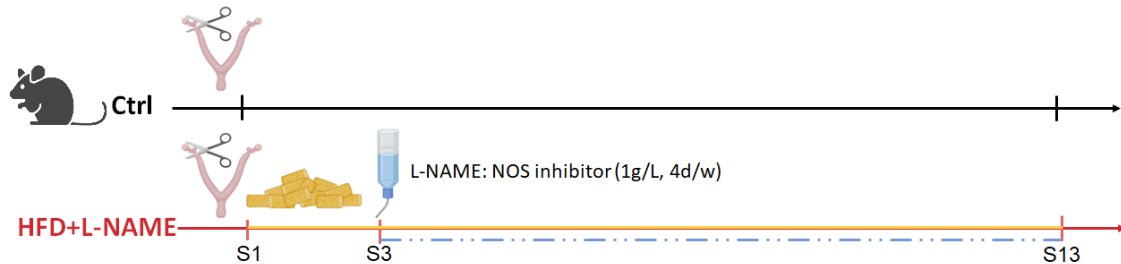 Ctrl
L-NAME: NOS inhibitor (1g/L, 4d/w)
HFD+L-NAME
S1
S3
S13